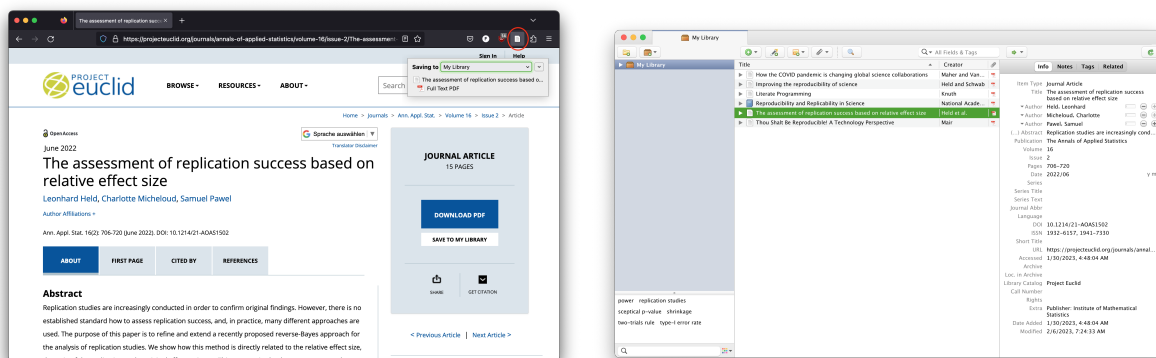 The assessment of replication succ ×
https://projecteuclid.org/journals/annals-of-applied-statistics/volume-16/issue-2/The-assessment
Sign In Help
Saving to My Library
The assessment of replication success based o...
Full Text PDF
PROJECT
euclid
BROWSE RESOURCES ABOUT Search
Home > Journals > Ann. Appl. Stat. > Volume 16 > Issue 2 > Article
Open Access
Sprache auswählen
Translator Disclaimer
June 2022
The assessment of replication success based on
relative effect size
Leonhard Held, Charlotte Micheloud, Samuel Pawel
Author Affiliations +
Ann. Appl. Stat. 16(2): 706-720 (June 2022). DOI: 10.1214/21-AOAS1502
ABOUT FIRST PAGE CITED BY REFERENCES
Abstract
Replication studies are increasingly conducted in order to confirm original findings. However, there is no
established standard how to assess replication success, and, in practice, many different approaches are
used. The purpose of this paper is to refine and extend a recently proposed reverse-Bayes approach for
the analysis of replication studies. We show how this method is directly related to the relative effect size,
JOURNAL ARTICLE
15 PAGES
DOWNLOAD PDF
SAVE TO MY LIBRARY
SHARE GET CITATION
< Previous Article | Next Article >
My Library
All Fields & Tags
My Library
Title Creator
How the COVID pandemic is changing global science collaborations Maher and Van...
Improving the reproducibility of science Held and Schwab
Literate Programming Knuth
Reproducibility and Replicability in Science National Acade...
The assessment of replication success based on relative effect size Held et al.
Thou Shalt Be Reproducible! A Technology Perspective Mair
power replication studies
sceptical p-value shrinkage
two-trials rule type-I error rate
Info Notes Tags Related
Item Type Journal Article
Title The assessment of replication success
based on relative effect size
Author Held, Leonhard
Author Micheloud, Charlotte
Author Pawel, Samuel
(...) Abstract Replication studies are increasingly cond...
Publication The Annals of Applied Statistics
Volume 16
Issue 2
Pages 706-720
Date 2022/06 y m
Series
Series Title
Series Text
Journal Abbr
Language
DOI 10.1214/21-AOAS1502
ISSN 1932-6157, 1941-7330
Short Title
URL https://projecteuclid.org/journals/annal...
Accessed 1/30/2023, 4:48:04 AM
Archive
Loc. in Archive
Library Catalog Project Euclid
Call Number
Rights
Extra Publisher: Institute of Mathematical
Statistics
Date Added 1/30/2023, 4:48:04 AM
Modified 2/6/2023, 7:24:33 AM